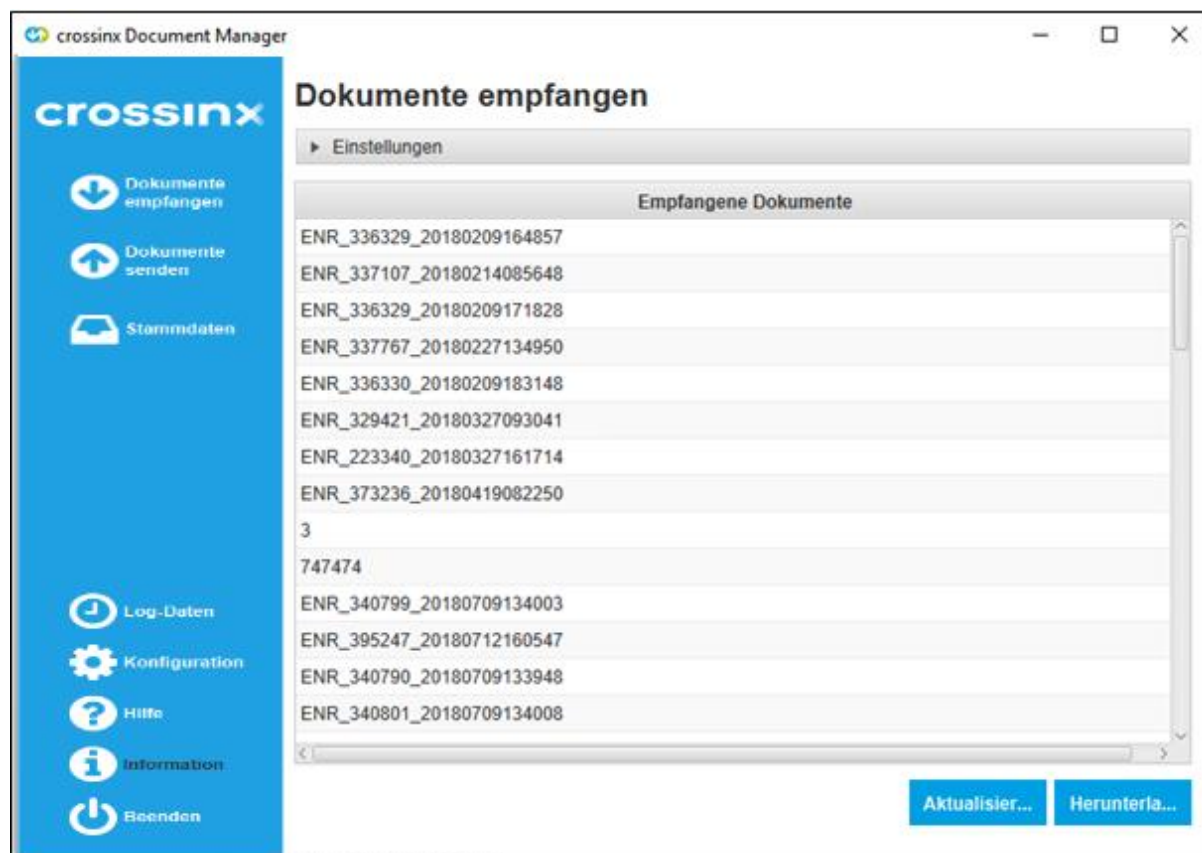 crossinx Document Manager
crossinx
Dokumente
empfangen
Dokumente
senden
Stammdaten
Log-Daten
Konfiguration
Hilfe
Information
Beenden
Dokumente empfangen
Einstellungen
Empfangene Dokumente
ENR_336329_20180209164857
ENR_337107_20180214085648
ENR_336329_20180209171828
ENR_337767_20180227134950
ENR_336330_20180209183148
ENR_329421_20180327093041
ENR_223340_20180327161714
ENR_373236_20180419082250
3
747474
ENR_340799_20180709134003
ENR_395247_20180712160547
ENR_340790_20180709133948
ENR_340801_20180709134008
Aktualisier...
Herunterla...